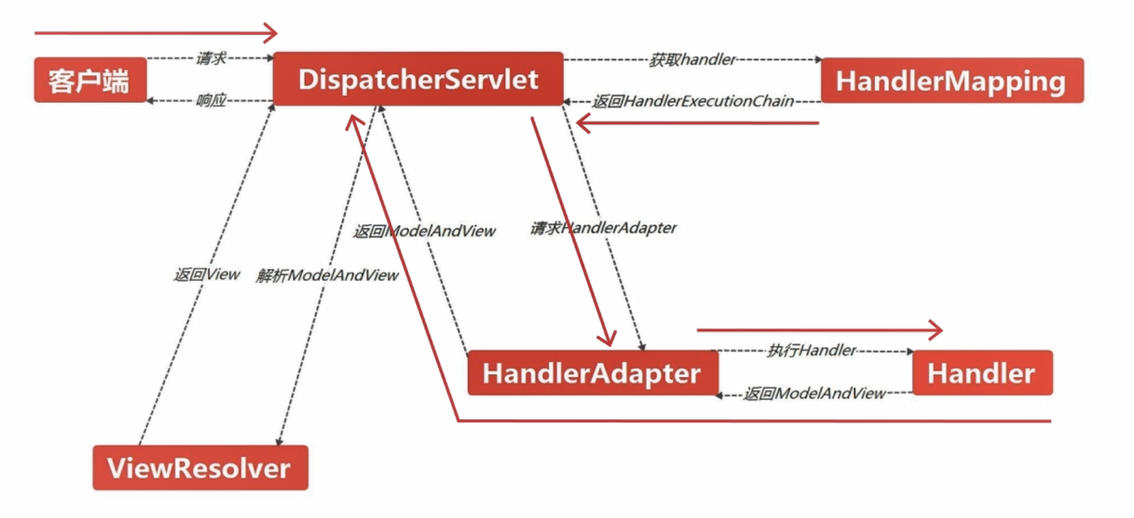 请求
获取handler
客户端
DispatcherServlet
HandlerMapping
响应
返回HandlerExecutionChain
返回ModelAndView
请求HandlerAdapter
返回View
解析ModelAndView
执行Handler
HandlerAdapter
Handler
返回ModelAndView
ViewResolver